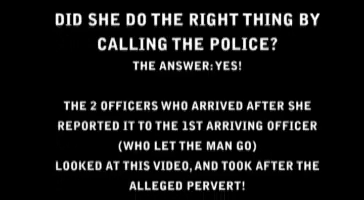 DID SHE DO THE RIGHT THING BY
CALLING THE POLICE?
THE ANSWER: YES!
THE 2 OFFICERS WHO ARRIVED AFTER SHE
REPORTED IT TO THE 1ST ARRIVING OFFICER
(WHO LET THE MAN GO)
LOOKED AT THIS VIDEO, AND TOOK AFTER THE
ALLEGED PERVERT!